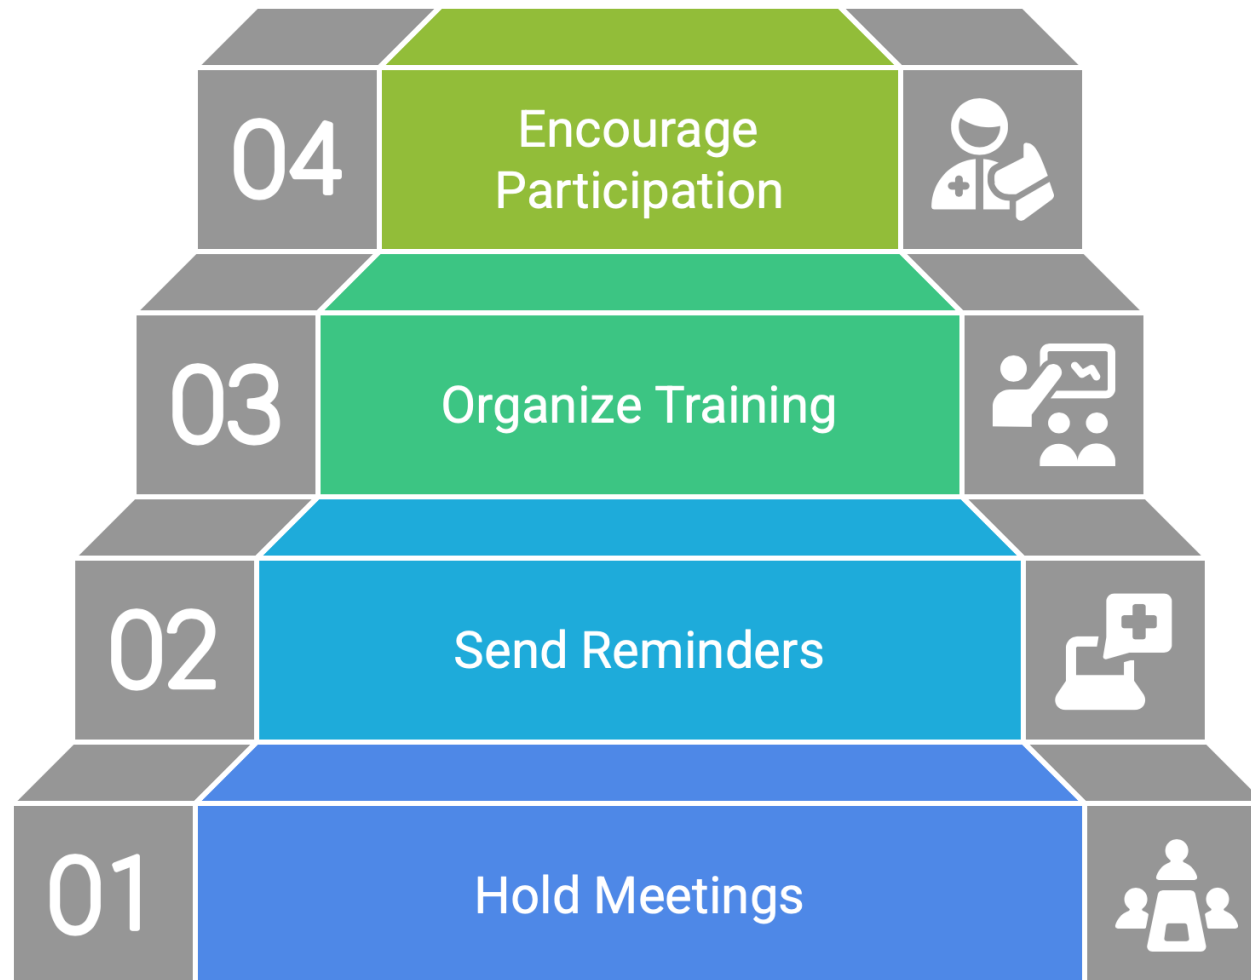 04
Encourage
Participation
03
Organize Training
02
Send Reminders
01
Hold Meetings